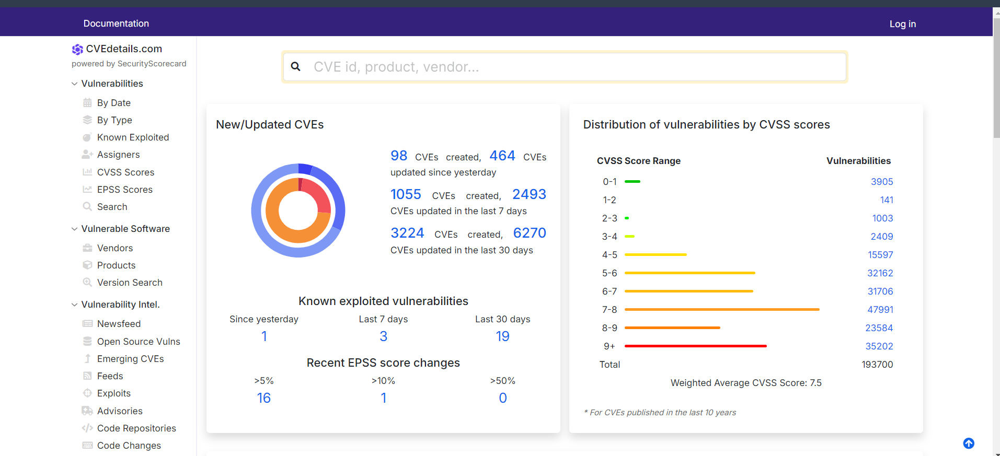 Documentation
Log in
CVEdetails.com
powered by SecurityScorecard
Vulnerabilities
By Date
By Type
Known Exploited
Assigners
CVSS Scores
EPSS Scores
Search
Vulnerable Software
Vendors
Products
Version Search
Vulnerability Intel.
Newsfeed
Open Source Vulns
Emerging CVEs
Feeds
Exploits
Advisories
Code Repositories
Code Changes
CVE id, product, vendor...
New/Updated CVEs
98 CVEs created, 464 CVEs
updated since yesterday
1055 CVEs created, 2493
CVEs updated in the last 7 days
3224 CVEs created, 6270
CVEs updated in the last 30 days
Known exploited vulnerabilities
Since yesterday Last 7 days Last 30 days
1 3 19
Recent EPSS score changes
>5% >10% >50%
16 1 0
Distribution of vulnerabilities by CVSS scores
CVSS Score Range Vulnerabilities
0-1 3905
1-2 141
2-3 1003
3-4 2409
4-5 15597
5-6 32162
6-7 31706
7-8 47991
8-9 23584
9+ 35202
Total 193700
Weighted Average CVSS Score: 7.5
* For CVEs published in the last 10 years